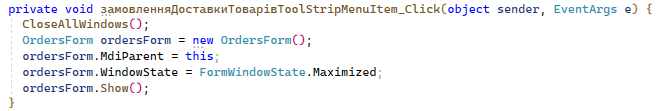 private void замовленняДоставкиТоварівToolStripMenuItem_Click(object sender, EventArgs e) {
CloseAllWindows();
OrdersForm ordersForm = new OrdersForm();
ordersForm.MdiParent = this;
ordersForm.WindowState = FormWindowState.Maximized;
ordersForm.Show();
}